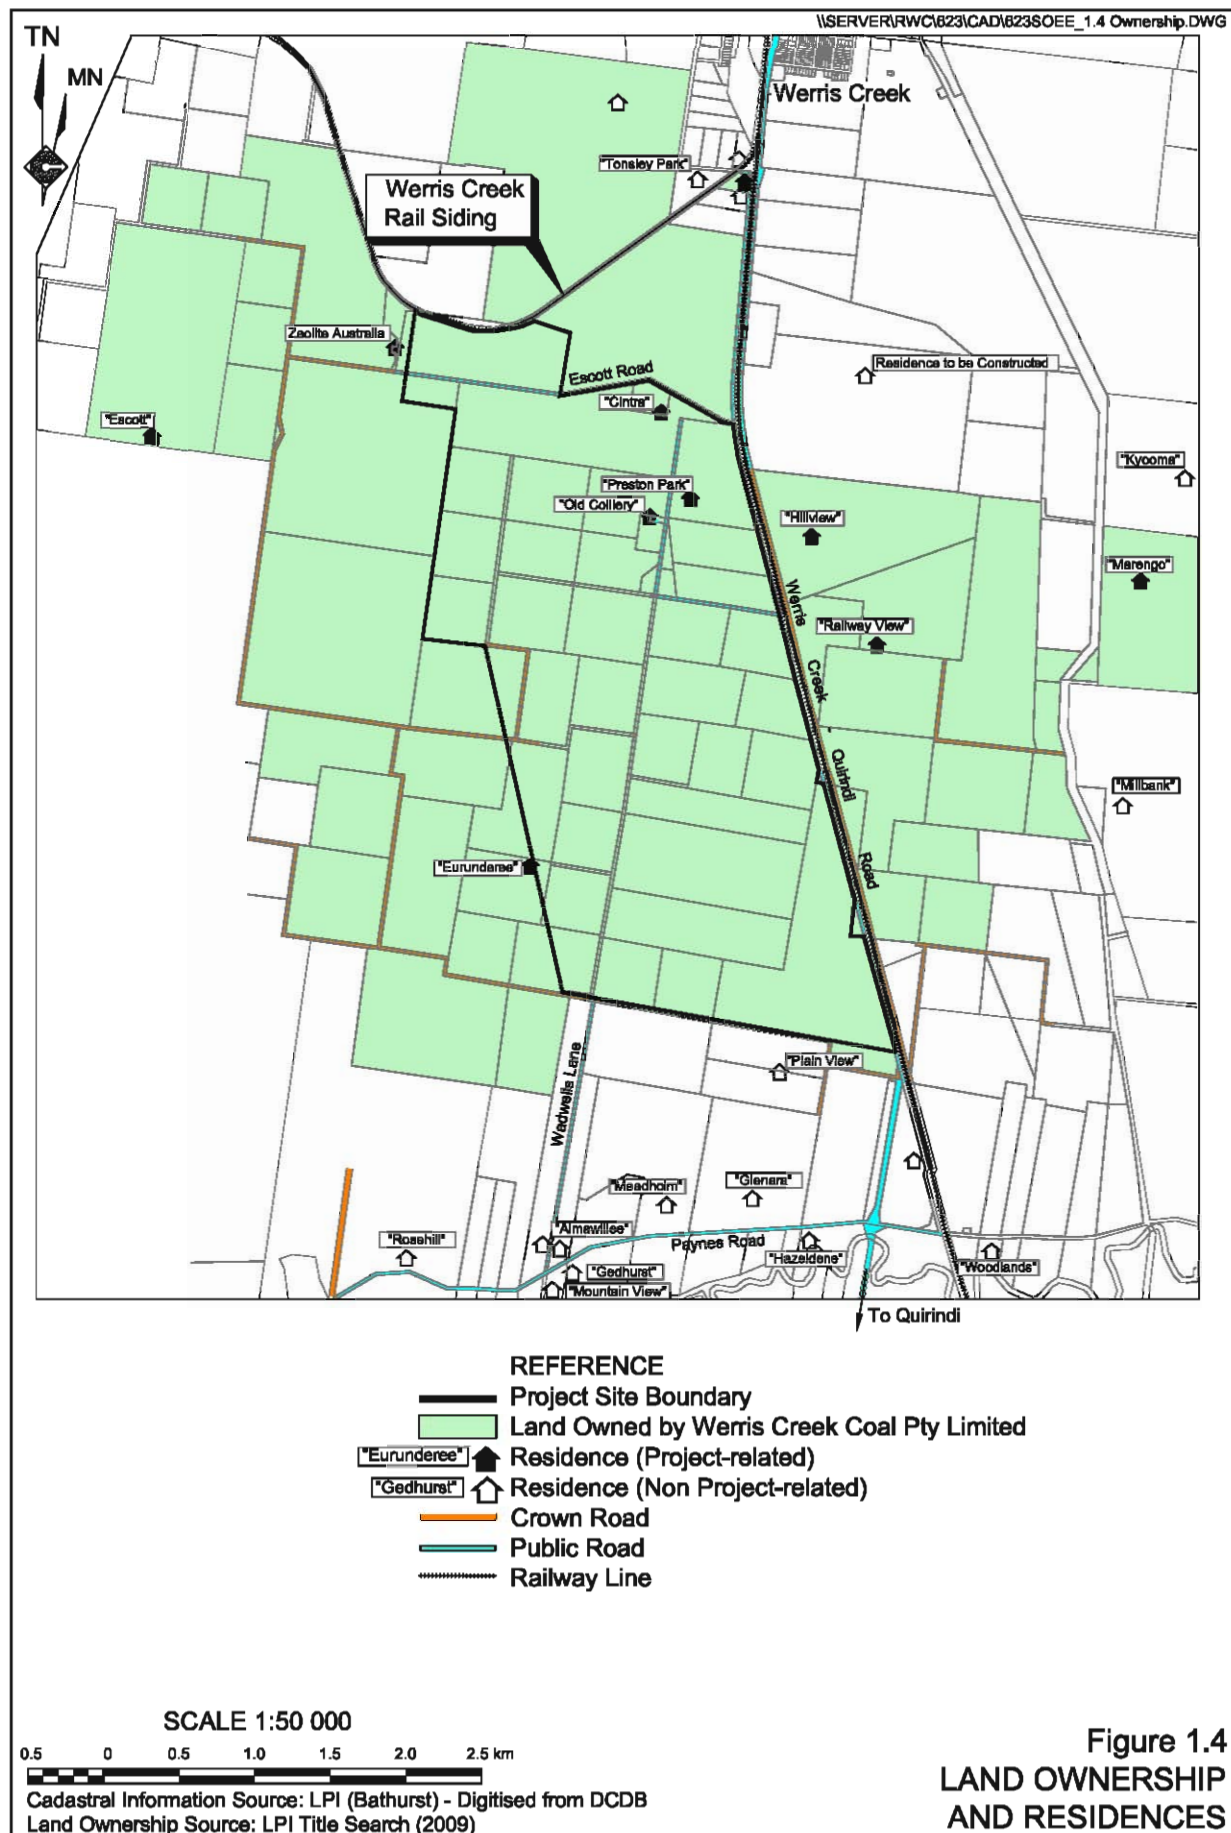 \\SERVER\RWC\623\CAD\623SOEE_1.4 Ownership.DWG
TN
MN
Werris Creek
"Tonsley Park"
Werris Creek
Rail Siding
Zeolite Australia
Escott Road
Residence to be Constructed
"Cintra"
"Escott"
"Kyooma"
"Preston Park"
"Old Colliery"
"Hillview"
"Marengo"
Werris Creek - Quirindi Road
"Railway View"
"Millbank"
"Eurunderee"
"Plain View"
Wadwells Lane
"Meadholm"
"Glenara"
"Almawillee"
"Rosehill"
Paynes Road
"Hazeldene"
"Woodlands"
"Gedhurst"
"Mountain View"
To Quirindi
REFERENCE
Project Site Boundary
Land Owned by Werris Creek Coal Pty Limited
"Eurunderee" Residence (Project-related)
"Gedhurst" Residence (Non Project-related)
Crown Road
Public Road
Railway Line
SCALE 1:50 000
0.5 0 0.5 1.0 1.5 2.0 2.5 km
Cadastral Information Source: LPI (Bathurst) - Digitised from DCDB
Land Ownership Source: LPI Title Search (2009)
Figure 1.4
LAND OWNERSHIP
AND RESIDENCES